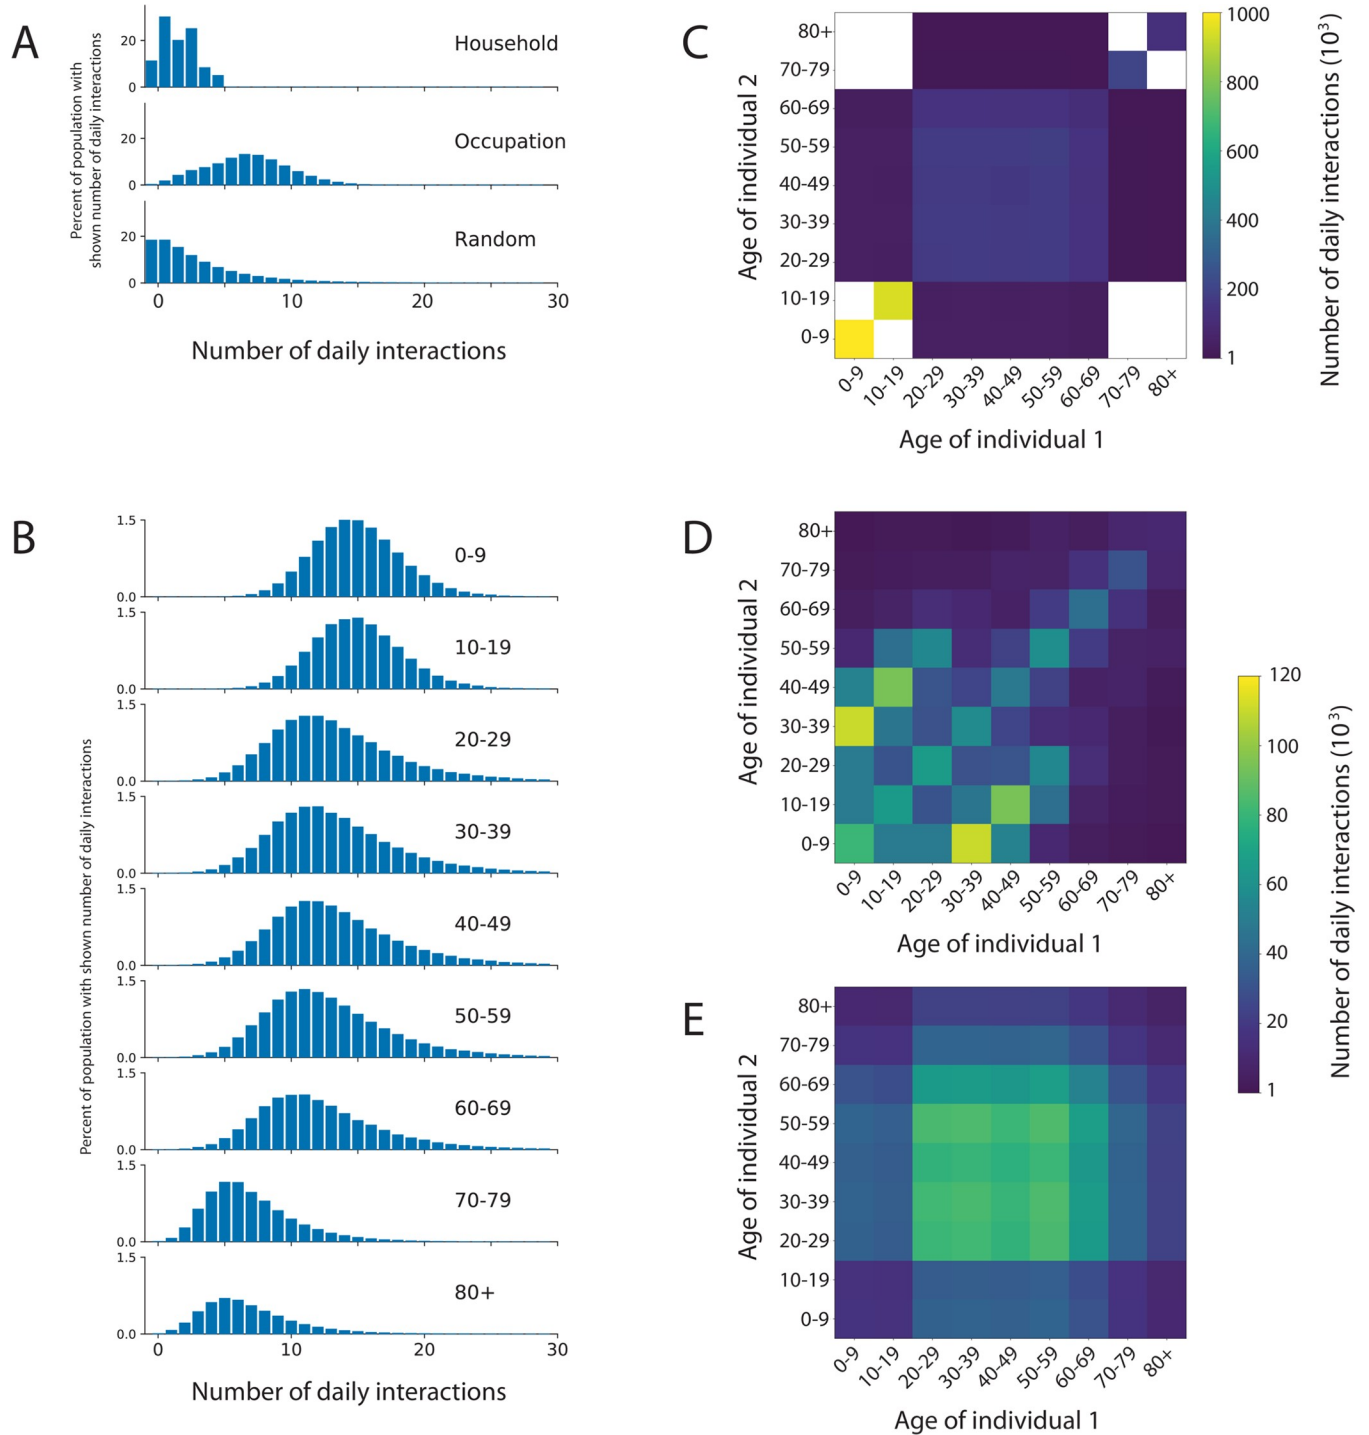 A
Percent of population with
shown number of daily interactions
20
0
Household
20
0
Occupation
20
0
Random
0 10 20 30
Number of daily interactions
B
Percent of population with shown number of daily interactions
1.5
0.0
0-9
1.5
0.0
10-19
1.5
0.0
20-29
1.5
0.0
30-39
1.5
0.0
40-49
1.5
0.0
50-59
1.5
0.0
60-69
1.5
0.0
70-79
1.5
0.0
80+
0 10 20 30
Number of daily interactions
C
Age of individual 2
80+
70-79
60-69
50-59
40-49
30-39
20-29
10-19
0-9
0-9 10-19 20-29 30-39 40-49 50-59 60-69 70-79 80+
Age of individual 1
1000
800
600
400
200
1
Number of daily interactions (10³)
D
Age of individual 2
80+
70-79
60-69
50-59
40-49
30-39
20-29
10-19
0-9
0-9 10-19 20-29 30-39 40-49 50-59 60-69 70-79 80+
Age of individual 1
120
100
80
60
40
20
1
Number of daily interactions (10³)
E
Age of individual 2
80+
70-79
60-69
50-59
40-49
30-39
20-29
10-19
0-9
0-9 10-19 20-29 30-39 40-49 50-59 60-69 70-79 80+
Age of individual 1